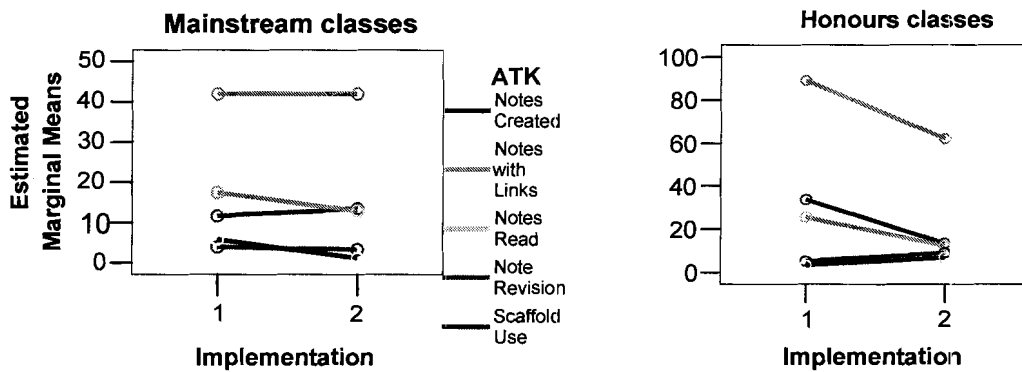 Mainstream classes
50
40
30
20
10
0
Estimated
Marginal Means
1
2
Implementation
ATK
Notes
Created
Notes
with
Links
Notes
Read
Note
Revision
Scaffold
Use
Honours classes
100
80
60
40
20
0
1
2
Implementation